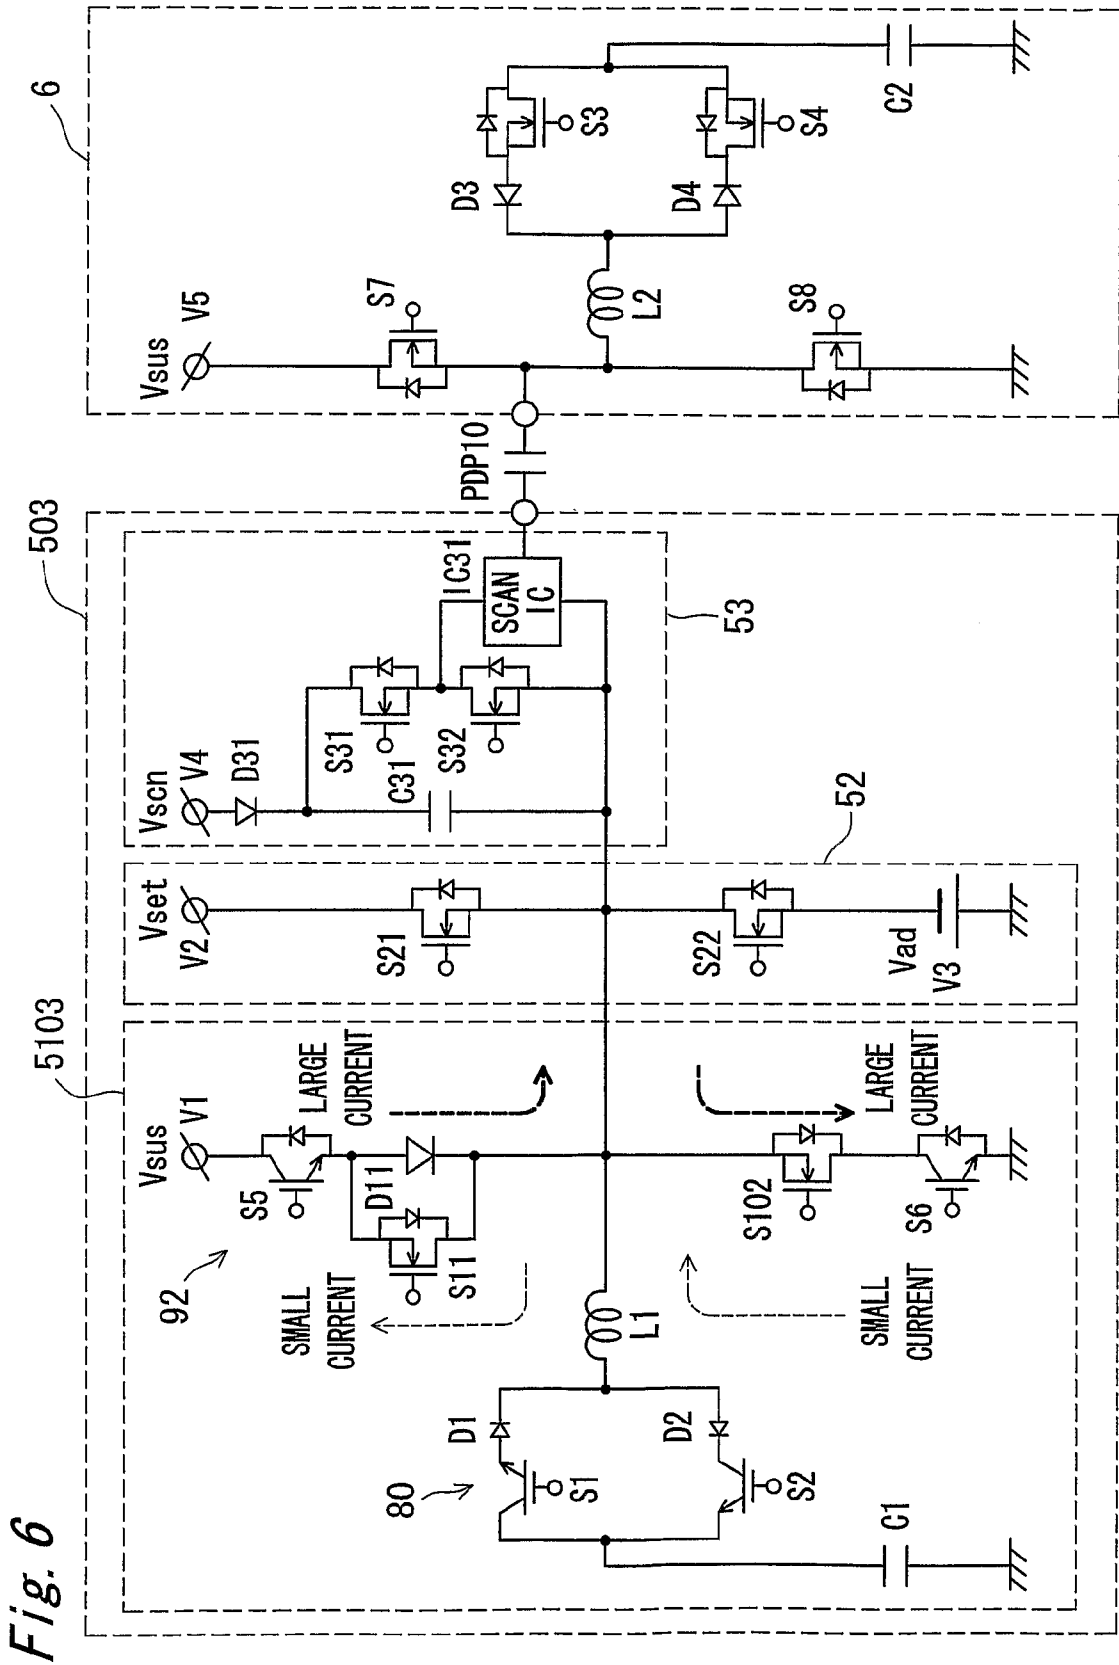 Fig. 6
503
6
5103
52
53
92
80
Vsus
V1
S5
LARGE
CURRENT
D11
S11
SMALL
CURRENT
D1
S1
D2
S2
L1
C1
S102
S6
LARGE
CURRENT
SMALL
CURRENT
Vset
V2
S21
S22
Vad
V3
Vscn
V4
D31
S31
C31
S32
IC31
SCAN
IC
PDP10
Vsus
V5
S7
L2
S8
D3
S3
D4
S4
C2